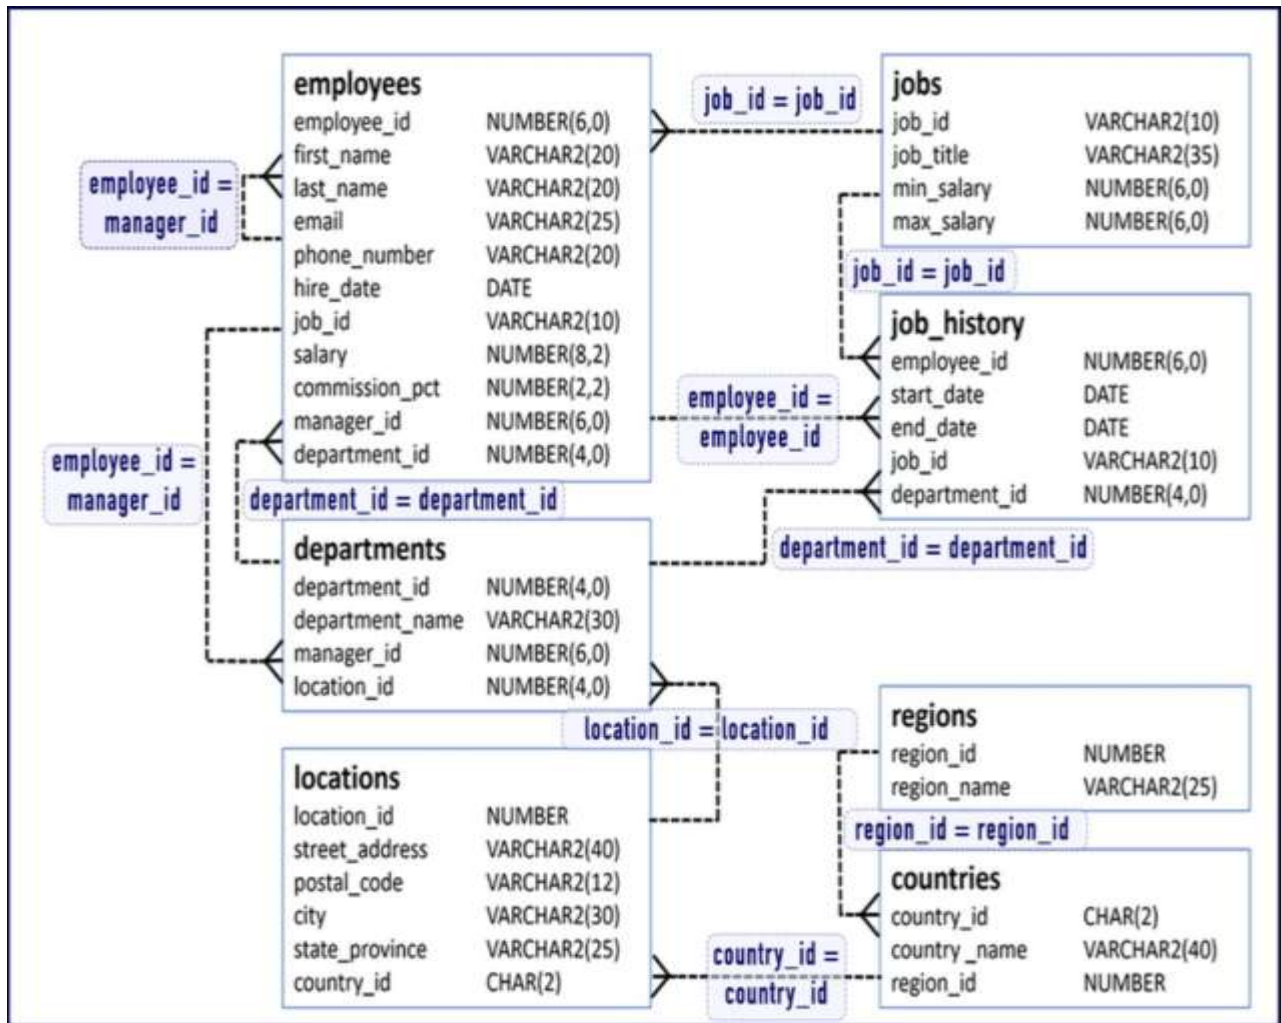 employees
employee_id NUMBER(6,0)
first_name VARCHAR2(20)
last_name VARCHAR2(20)
email VARCHAR2(25)
phone_number VARCHAR2(20)
hire_date DATE
job_id VARCHAR2(10)
salary NUMBER(8,2)
commission_pct NUMBER(2,2)
manager_id NUMBER(6,0)
department_id NUMBER(4,0)
employee_id =
manager_id
employee_id =
manager_id
department_id = department_id
job_id = job_id
jobs
job_id VARCHAR2(10)
job_title VARCHAR2(35)
min_salary NUMBER(6,0)
max_salary NUMBER(6,0)
job_id = job_id
job_history
employee_id NUMBER(6,0)
start_date DATE
end_date DATE
job_id VARCHAR2(10)
department_id NUMBER(4,0)
employee_id =
employee_id
department_id = department_id
departments
department_id NUMBER(4,0)
department_name VARCHAR2(30)
manager_id NUMBER(6,0)
location_id NUMBER(4,0)
location_id = location_id
locations
location_id NUMBER
street_address VARCHAR2(40)
postal_code VARCHAR2(12)
city VARCHAR2(30)
state_province VARCHAR2(25)
country_id CHAR(2)
regions
region_id NUMBER
region_name VARCHAR2(25)
region_id = region_id
countries
country_id CHAR(2)
country _name VARCHAR2(40)
region_id NUMBER
country_id =
country_id